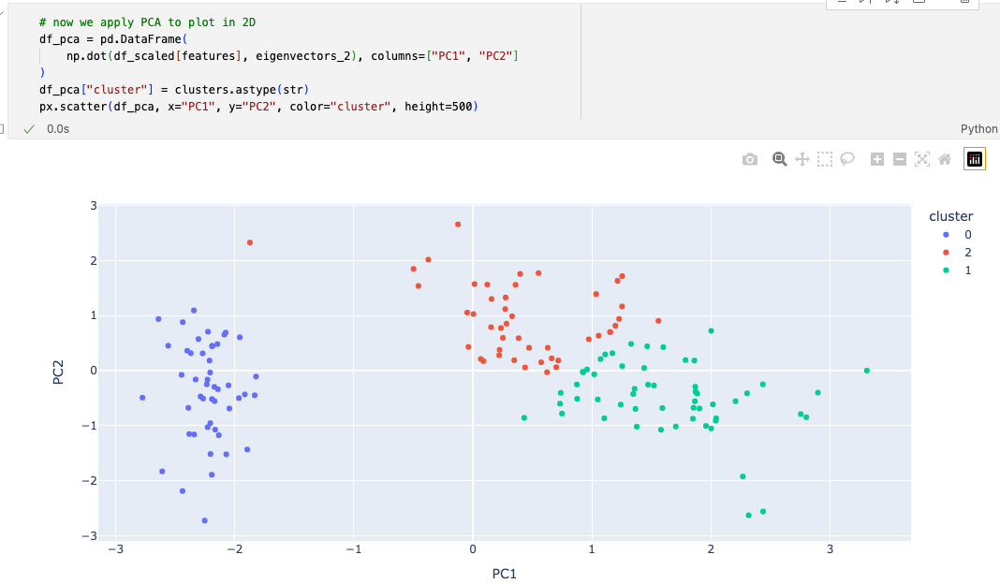 # now we apply PCA to plot in 2D
df_pca = pd.DataFrame(
np.dot(df_scaled[features], eigenvectors_2), columns=["PC1", "PC2"]
)
df_pca["cluster"] = clusters.astype(str)
px.scatter(df_pca, x="PC1", y="PC2", color="cluster", height=500)
0.0s
Python
cluster
0
2
1
3
2
1
0
−1
−2
−3
PC2
−3
−2
−1
0
1
2
3
PC1